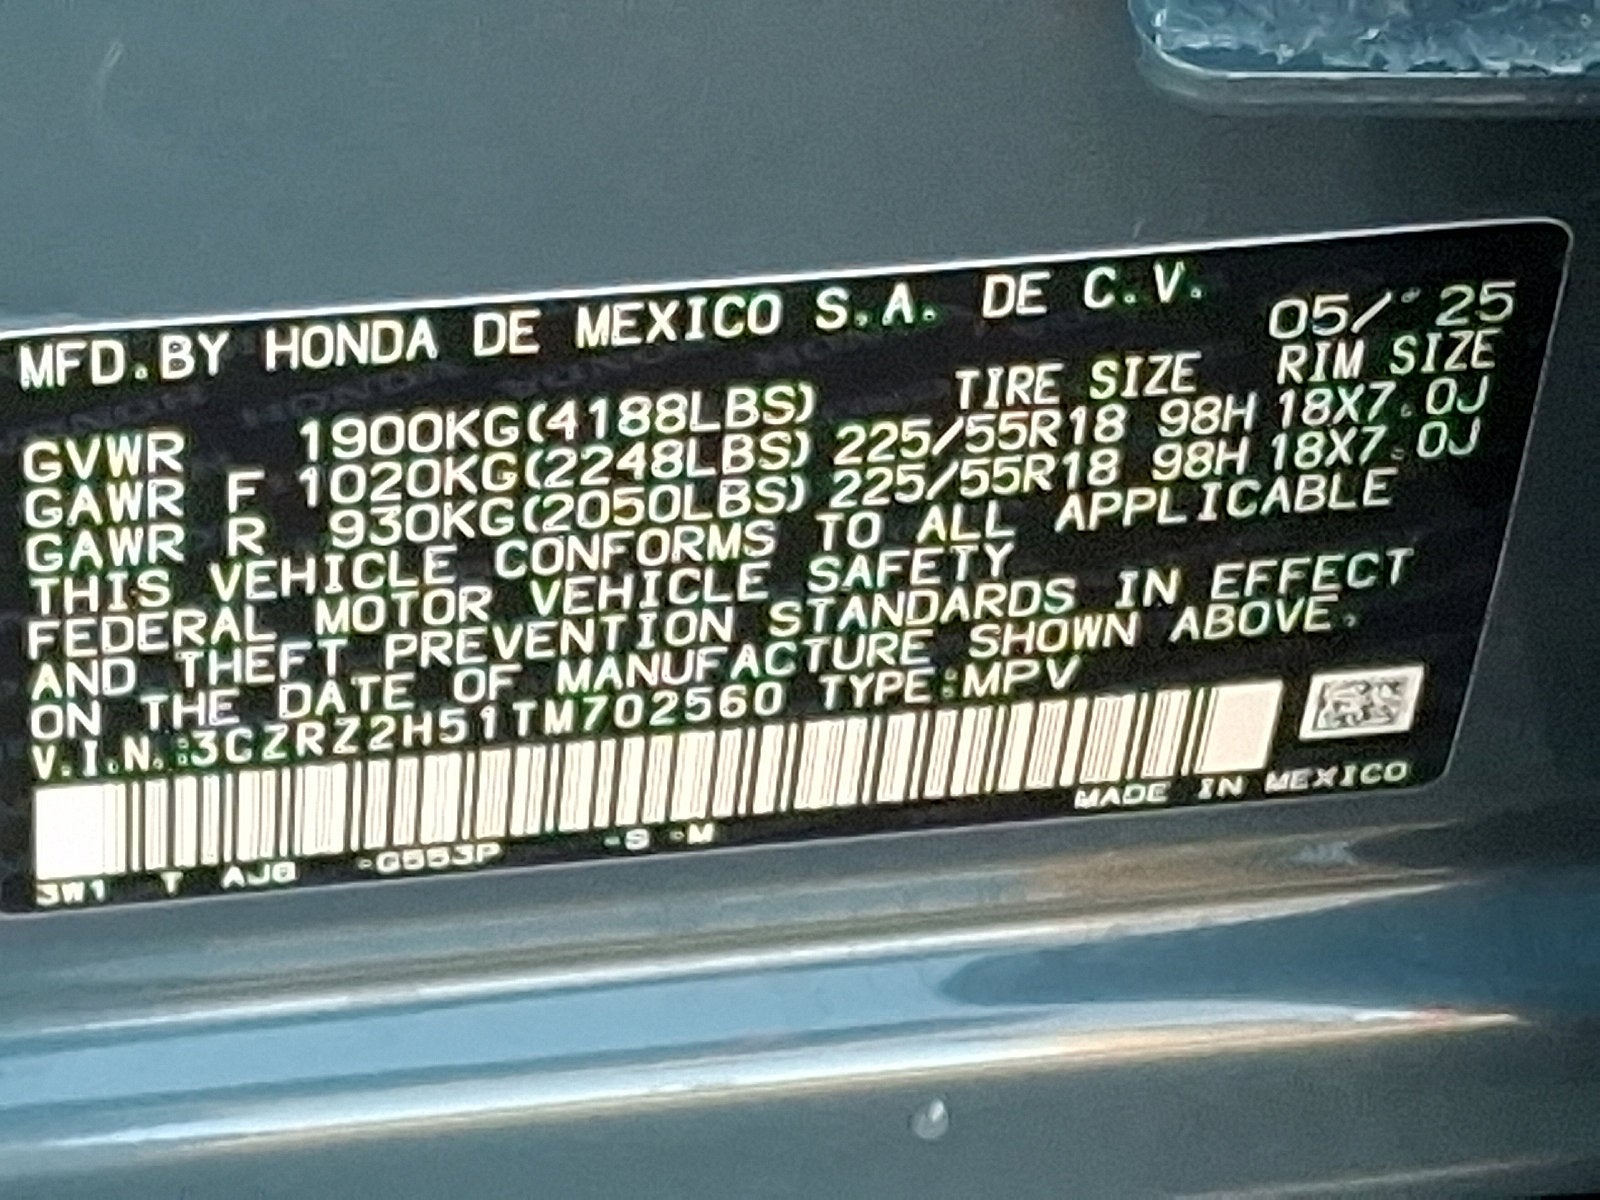 MFD.BY HONDA DE MEXICO S.A. DE C.V.
05/ 25
TIRE SIZE RIM SIZE
GVWR 1900KG(4188LBS)
GAWR F 1020KG(2248LBS) 225/55R18 98H 18X7.0J
GAWR R 930KG(2050LBS) 225/55R18 98H 18X7.0J
THIS VEHICLE CONFORMS TO ALL APPLICABLE
FEDERAL MOTOR VEHICLE SAFETY
AND THEFT PREVENTION STANDARDS IN EFFECT
ON THE DATE OF MANUFACTURE SHOWN ABOVE.
V.I.N.:3CZRZ2H51TM702560 TYPE:MPV
MADE IN MEXICO
3W1 T -G553P -S -M